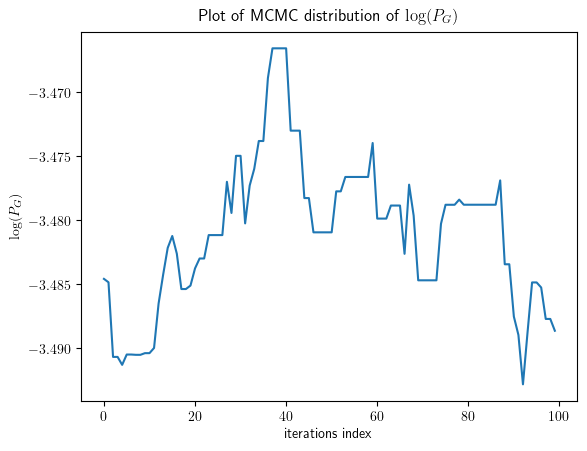 Plot of MCMC distribution of log(P_G)
−3.470
−3.475
−3.480
−3.485
−3.490
log(P_G)
0 20 40 60 80 100
iterations index